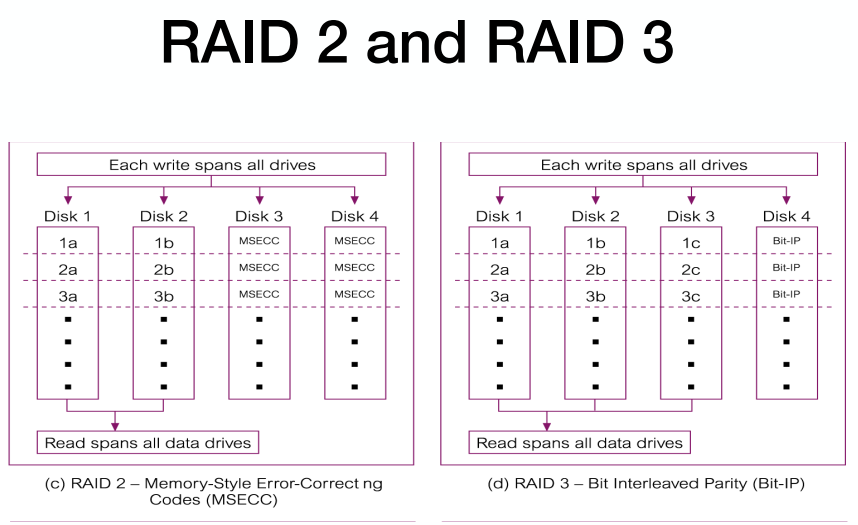 RAID 2 and RAID 3
Each write spans all drives
Disk 1 Disk 2 Disk 3 Disk 4
1a 1b MSECC MSECC
2a 2b MSECC MSECC
3a 3b MSECC MSECC
Read spans all data drives
(c) RAID 2 – Memory-Style Error-Correct ng
Codes (MSECC)
Each write spans all drives
Disk 1 Disk 2 Disk 3 Disk 4
1a 1b 1c Bit-IP
2a 2b 2c Bit-IP
3a 3b 3c Bit-IP
Read spans all data drives
(d) RAID 3 – Bit Interleaved Parity (Bit-IP)